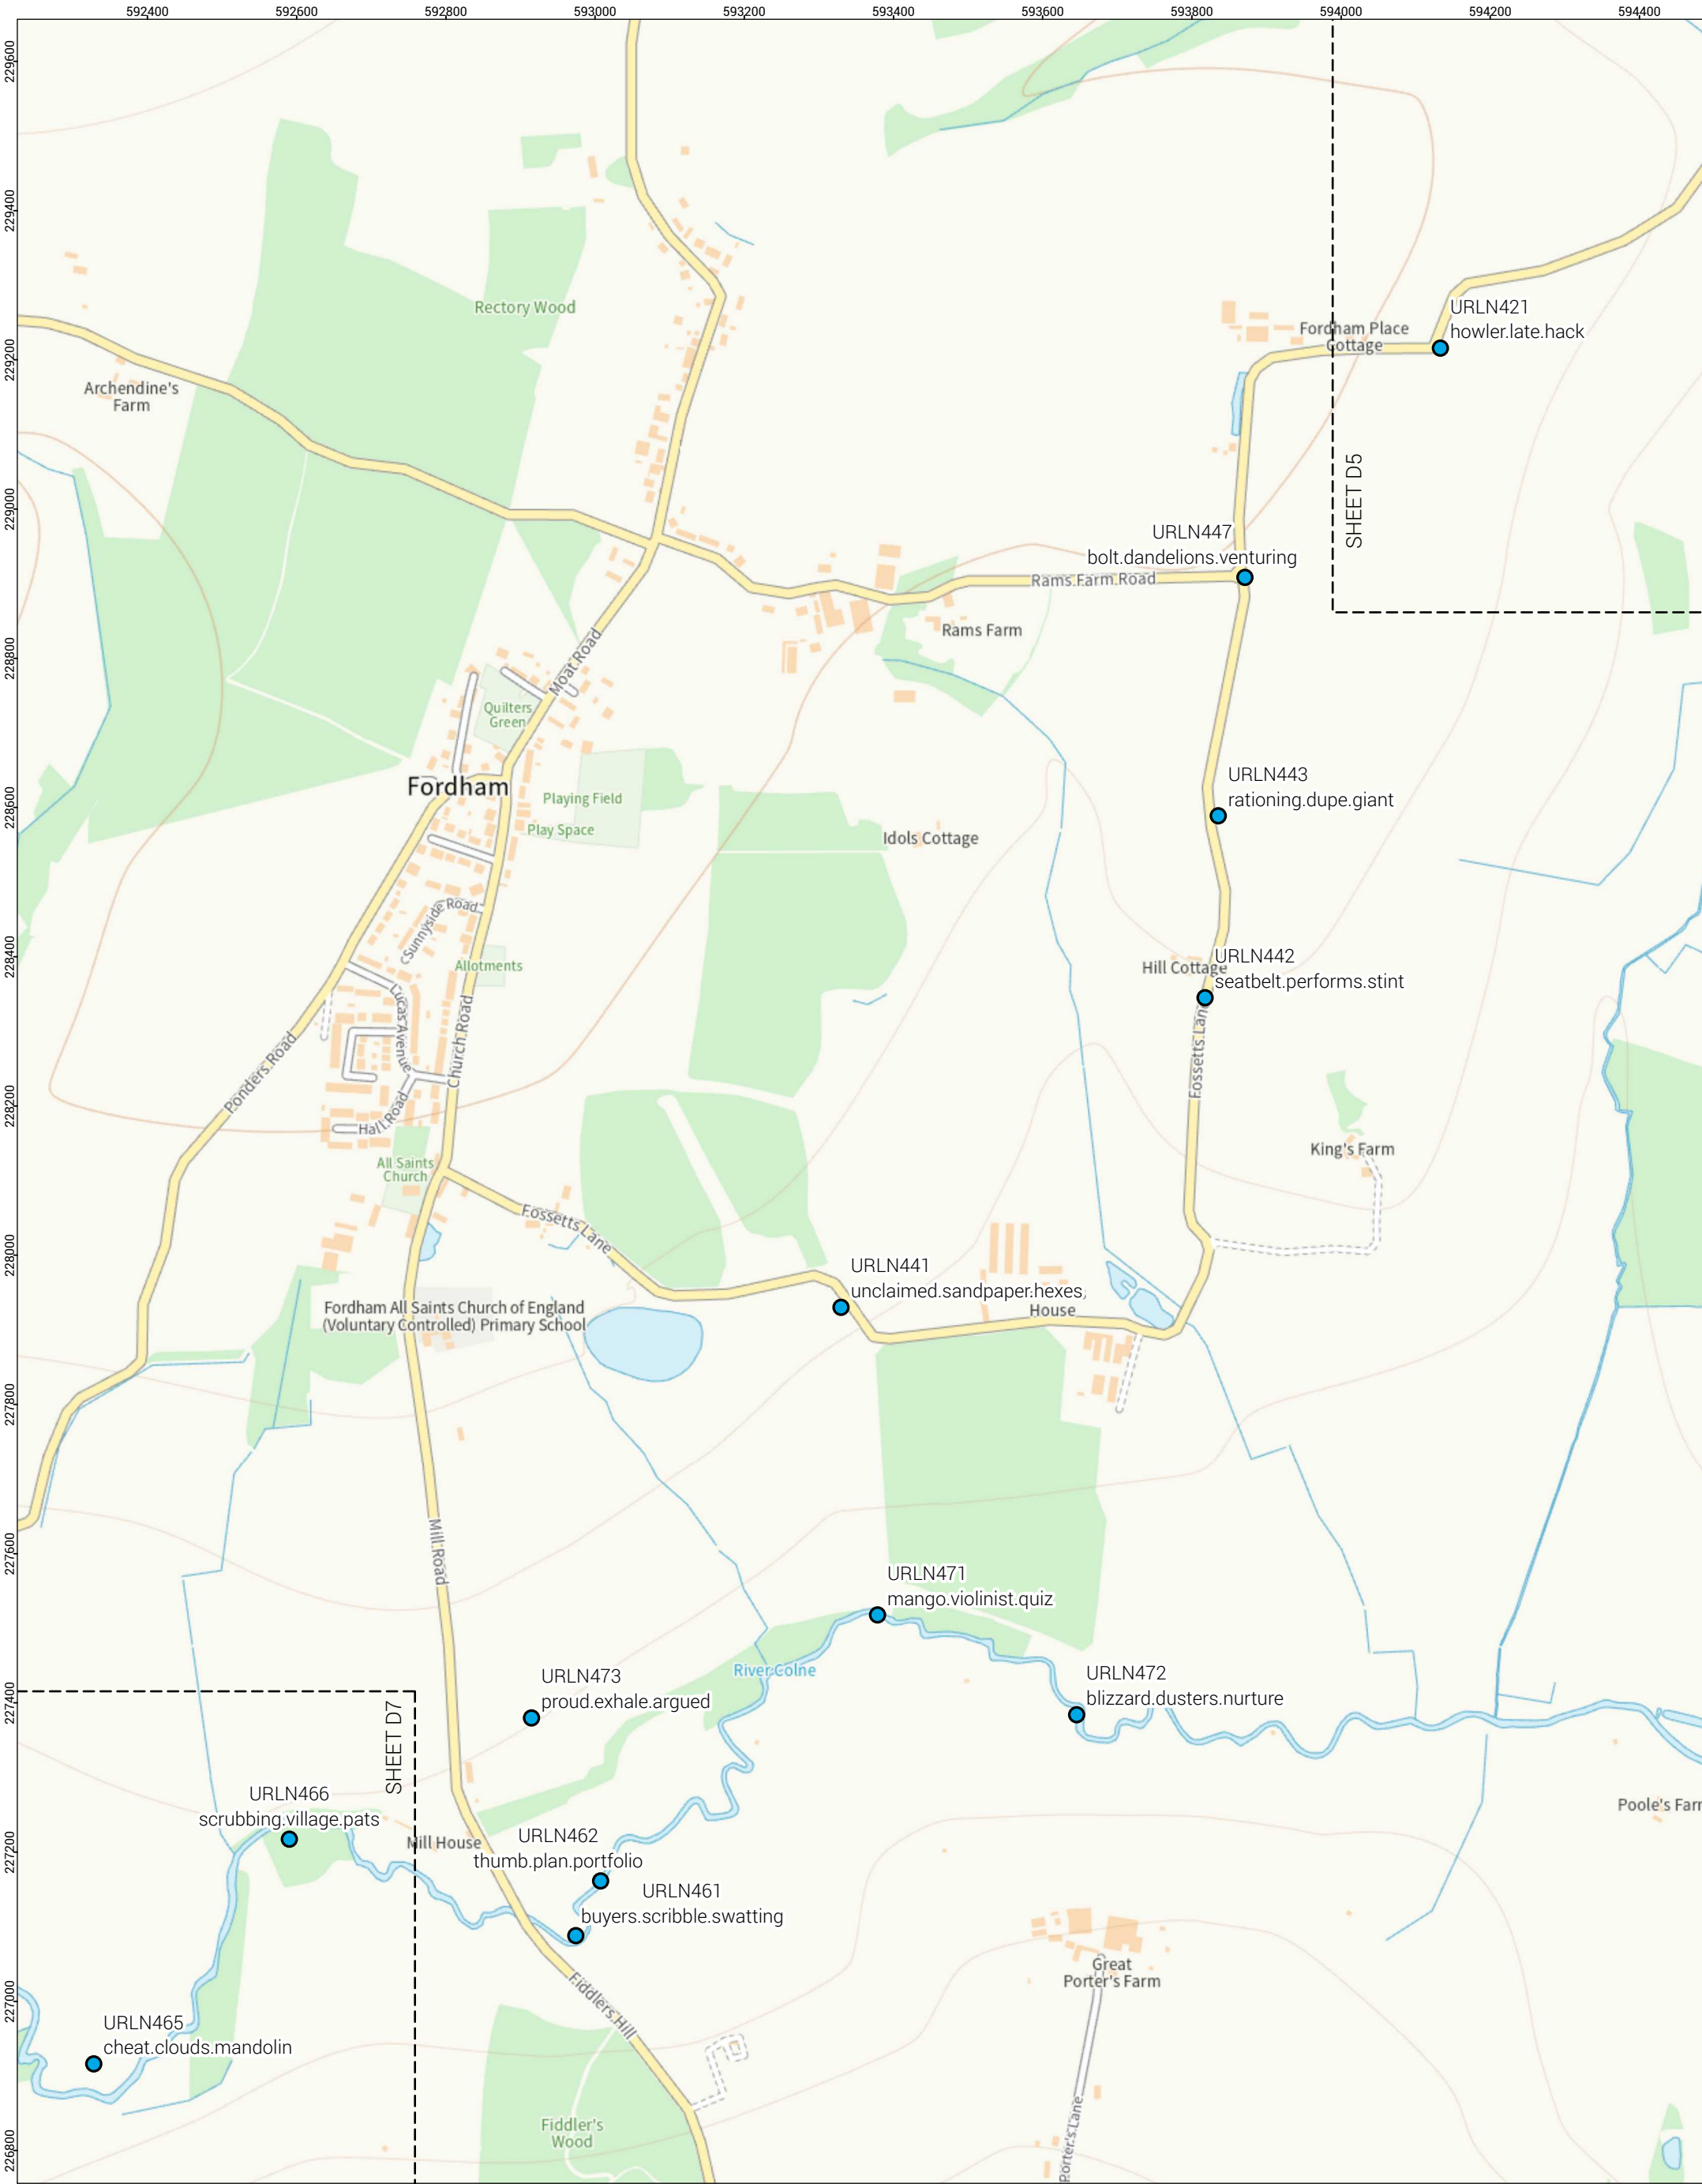 592400
592600
592800
593000
593200
593400
593600
593800
594000
594200
594400
229600
229400
229200
229000
228800
228600
228400
228200
228000
227800
227600
227400
227200
227000
226800
Rectory Wood
Archendine's
Farm
URLN421
howler.late.hack
Fordham Place
Cottage
SHEET D5
URLN447
bolt.dandelions.venturing
Rams Farm Road
Rams Farm
Moat Road
Quilters
Green
Fordham
Playing Field
Play Space
Idols Cottage
URLN443
rationing.dupe.giant
Sunnyside Road
Allotments
Lucas Avenue
Church Road
Ponders Road
Hall Road
URLN442
Hill Cottage
seatbelt.performs.stint
Fossetts Lane
King's Farm
All Saints
Church
Fossetts Lane
URLN441
unclaimed.sandpaper.hexes
House
Fordham All Saints Church of England
(Voluntary Controlled) Primary School
Mill Road
URLN471
mango.violinist.quiz
River Colne
URLN473
proud.exhale.argued
URLN472
blizzard.dusters.nurture
SHEET D7
URLN466
scrubbing.village.pats
Mill House
URLN462
thumb.plan.portfolio
URLN461
buyers.scribble.swatting
Poole's Farm
Great
Porter's Farm
Fiddlers Hill
URLN465
cheat.clouds.mandolin
Fiddler's
Wood
Porter's Lane